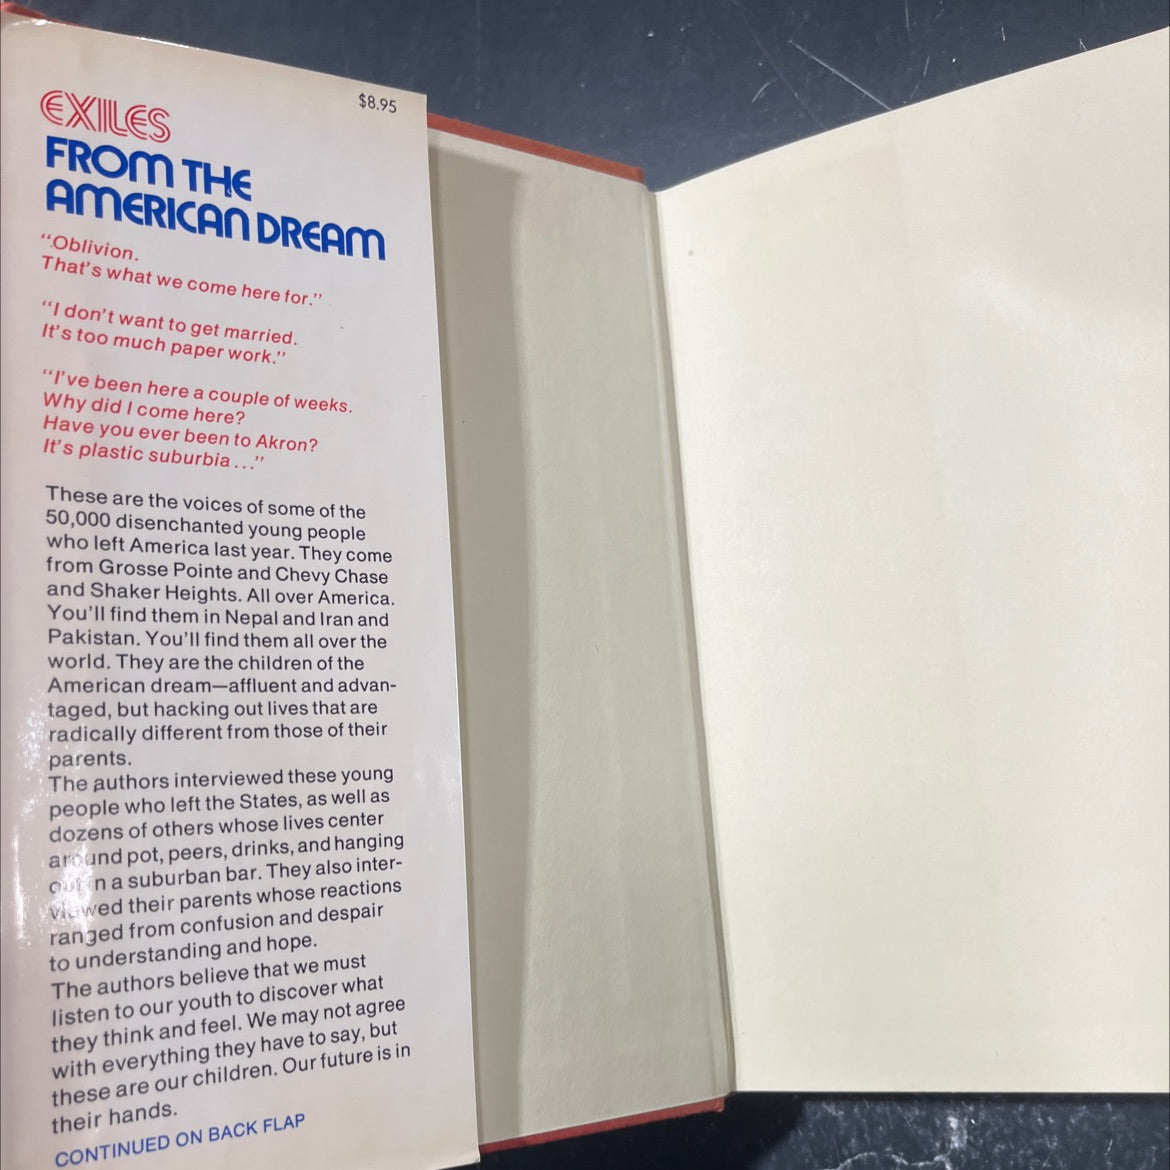 $8.95
EXILES
FROM THE
AMERICAN DREAM
“Oblivion.
That’s what we come here for.”
“I don’t want to get married.
It’s too much paper work.”
“I’ve been here a couple of weeks.
Why did I come here?
Have you ever been to Akron?
It’s plastic suburbia . . .”
These are the voices of some of the
50,000 disenchanted young people
who left America last year. They come
from Grosse Pointe and Chevy Chase
and Shaker Heights. All over America.
You’ll find them in Nepal and Iran and
Pakistan. You’ll find them all over the
world. They are the children of the
American dream—affluent and advan-
taged, but hacking out lives that are
radically different from those of their
parents.
The authors interviewed these young
people who left the States, as well as
dozens of others whose lives center
around pot, peers, drinks, and hanging
out in a suburban bar. They also inter-
viewed their parents whose reactions
ranged from confusion and despair
to understanding and hope.
The authors believe that we must
listen to our youth to discover what
they think and feel. We may not agree
with everything they have to say, but
these are our children. Our future is in
their hands.
CONTINUED ON BACK FLAP